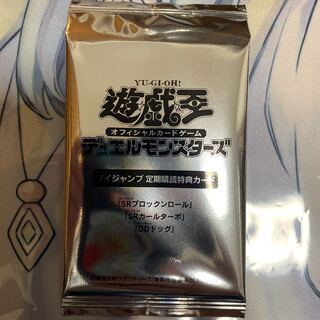 YU-GI-OH!
遊戯王
オフィシャルカードゲーム
デュエルモンスターズ
ブイジャンプ 定期購読特典カード
「SRブロックンロール」
「SRカールターボ」
「DDドッグ」